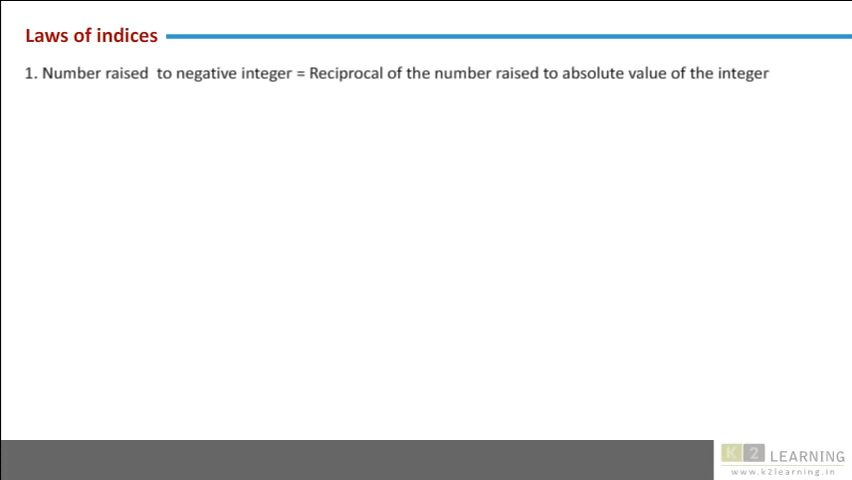 Laws of indices
1. Number raised to negative integer = Reciprocal of the number raised to absolute value of the integer
K2 LEARNING
www.k2learning.in